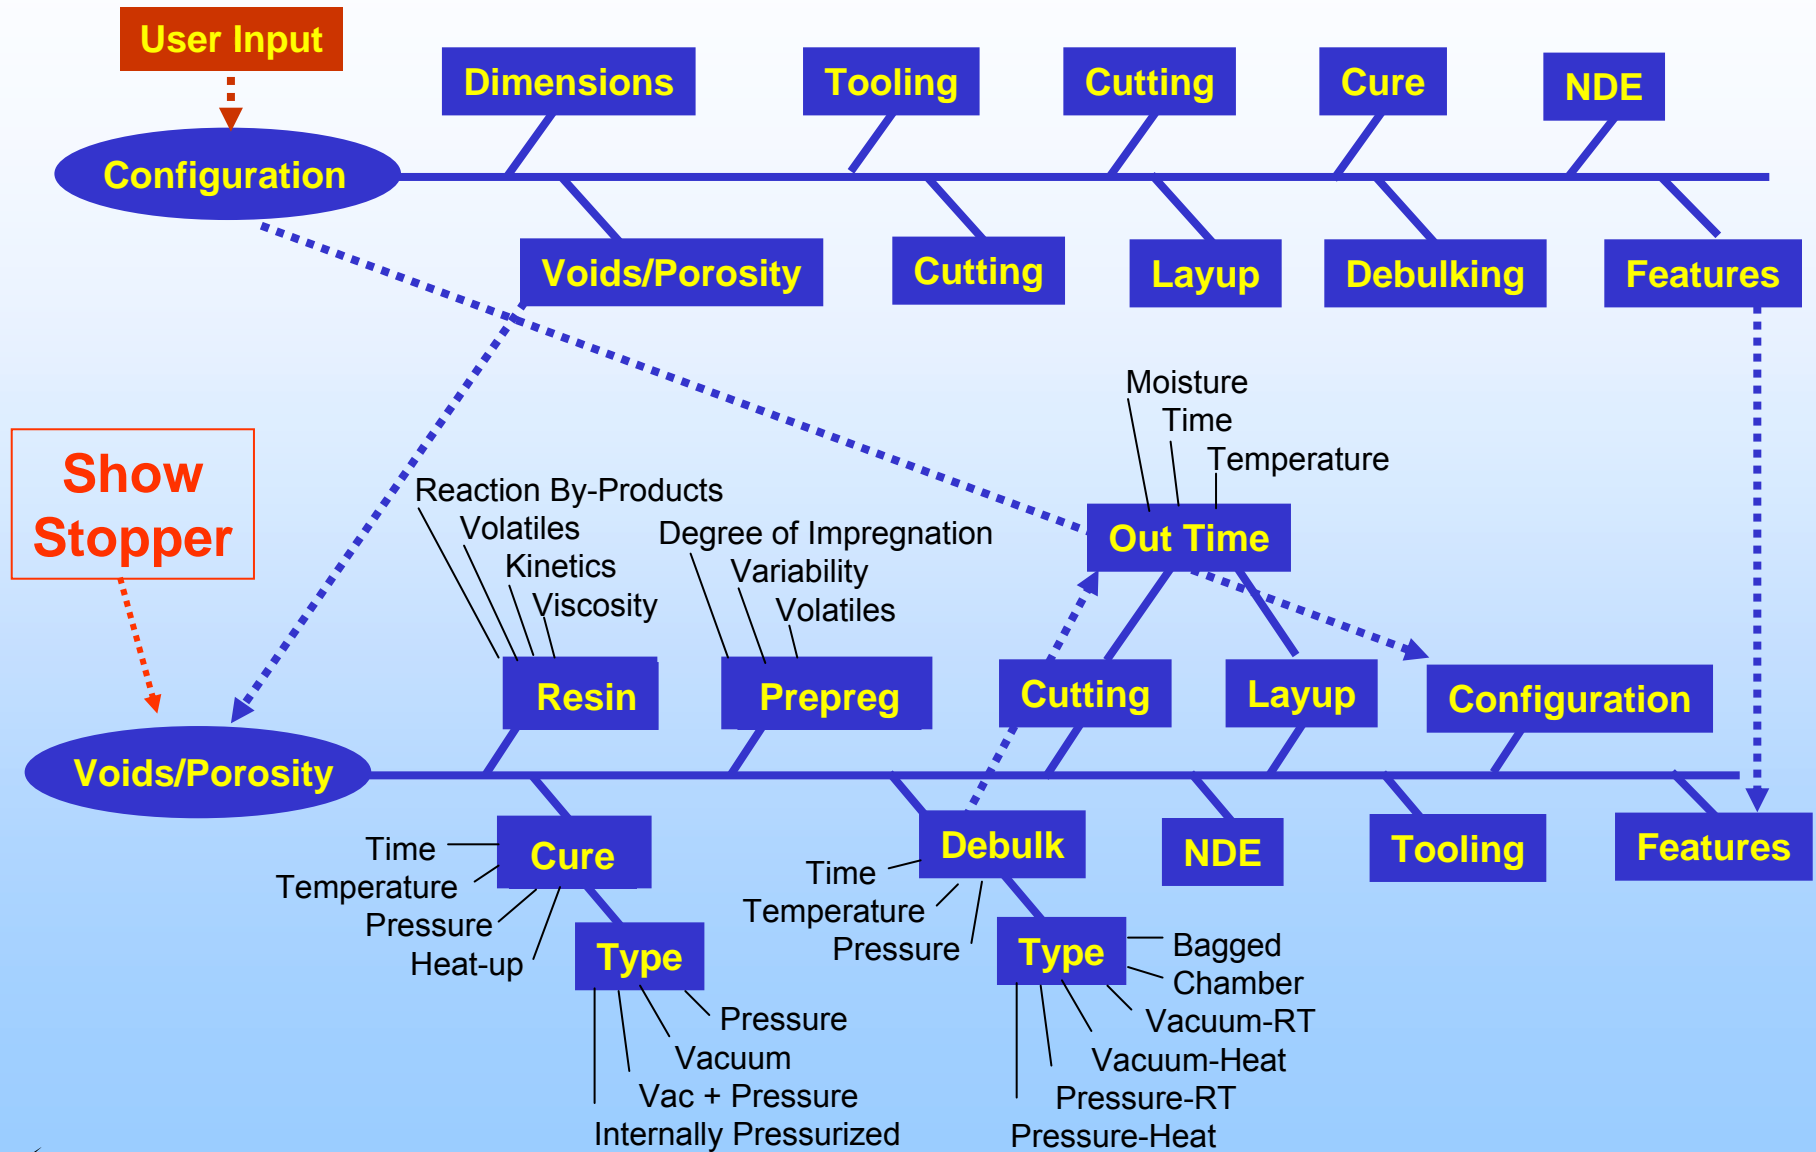 User Input
Dimensions
Tooling
Cutting
Cure
NDE
Configuration
Voids/Porosity
Cutting
Layup
Debulking
Features
Moisture
Time
Temperature
Show
Stopper
Reaction By-Products
Volatiles
Kinetics
Viscosity
Degree of Impregnation
Variability
Volatiles
Out Time
Resin
Prepreg
Cutting
Layup
Configuration
Voids/Porosity
Cure
Time
Temperature
Pressure
Heat-up
Type
Pressure
Vacuum
Vac + Pressure
Internally Pressurized
Debulk
Time
Temperature
Pressure
Type
Bagged
Chamber
Vacuum-RT
Vacuum-Heat
Pressure-RT
Pressure-Heat
NDE
Tooling
Features